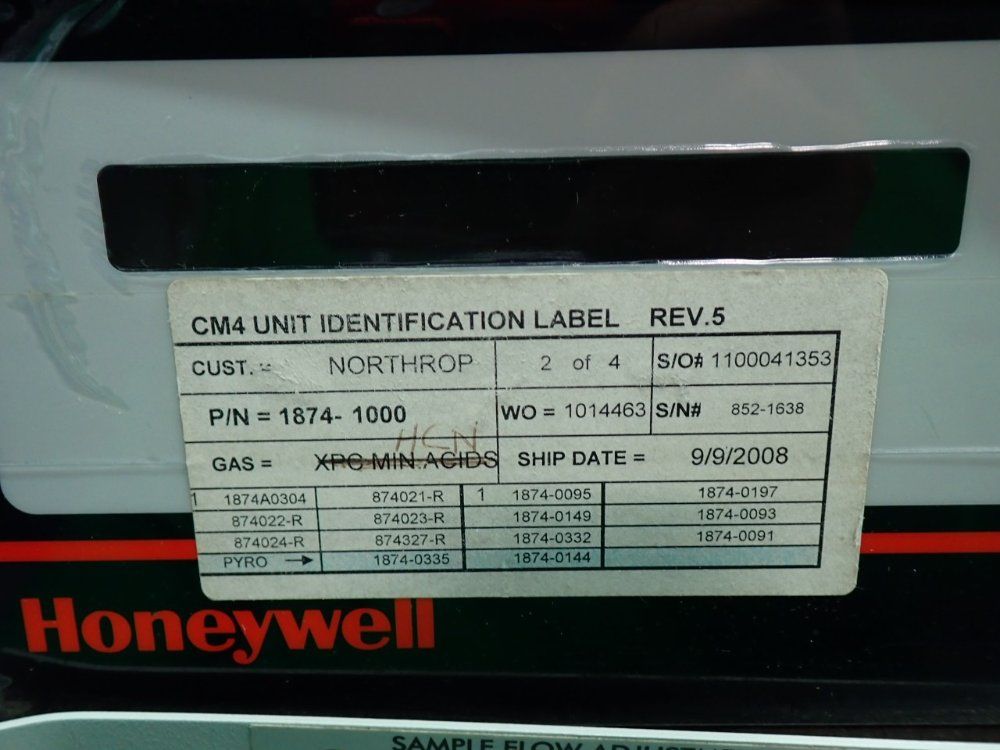 CM4 UNIT IDENTIFICATION LABEL REV.5
CUST. = NORTHROP 2 of 4 S/O# 1100041353
P/N = 1874- 1000 WO = 1014463 S/N# 852-1638
HCN
GAS = XPC MIN.ACIDS SHIP DATE = 9/9/2008
1 1874A0304 874021-R 1 1874-0095 1874-0197
874022-R 874023-R 1874-0149 1874-0093
874024-R 874327-R 1874-0332 1874-0091
PYRO → 1874-0335 1874-0144
Honeywell
SAMPLE FLOW